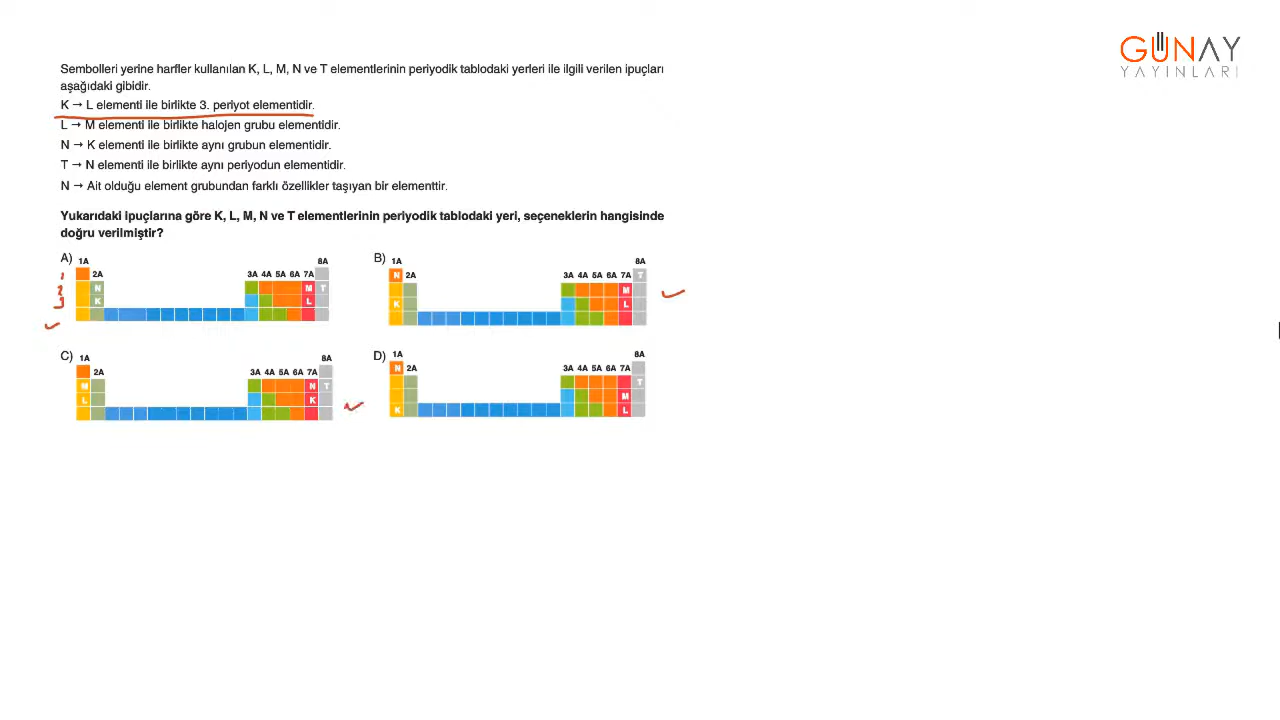 GÜNAY
YAYINLARI
Sembolleri yerine harfler kullanılan K, L, M, N ve T elementlerinin periyodik tablodaki yerleri ile ilgili verilen ipuçları
aşağıdaki gibidir.
K → L elementi ile birlikte 3. periyot elementidir.
L → M elementi ile birlikte halojen grubu elementidir.
N → K elementi ile birlikte aynı grubun elementidir.
T → N elementi ile birlikte aynı periyodun elementidir.
N → Ait olduğu element grubundan farklı özellikler taşıyan bir elementtir.
Yukarıdaki ipuçlarına göre K, L, M, N ve T elementlerinin periyodik tablodaki yeri, seçeneklerin hangisinde
doğru verilmiştir?
A) 1A 8A
1 2A 3A 4A 5A 6A 7A
2 N M T
3 K L
B) 1A 8A
N 2A 3A 4A 5A 6A 7A T
M
K L
C) 1A 8A
2A 3A 4A 5A 6A 7A
M N T
L K
D) 1A 8A
N 2A 3A 4A 5A 6A 7A
T
M
K L